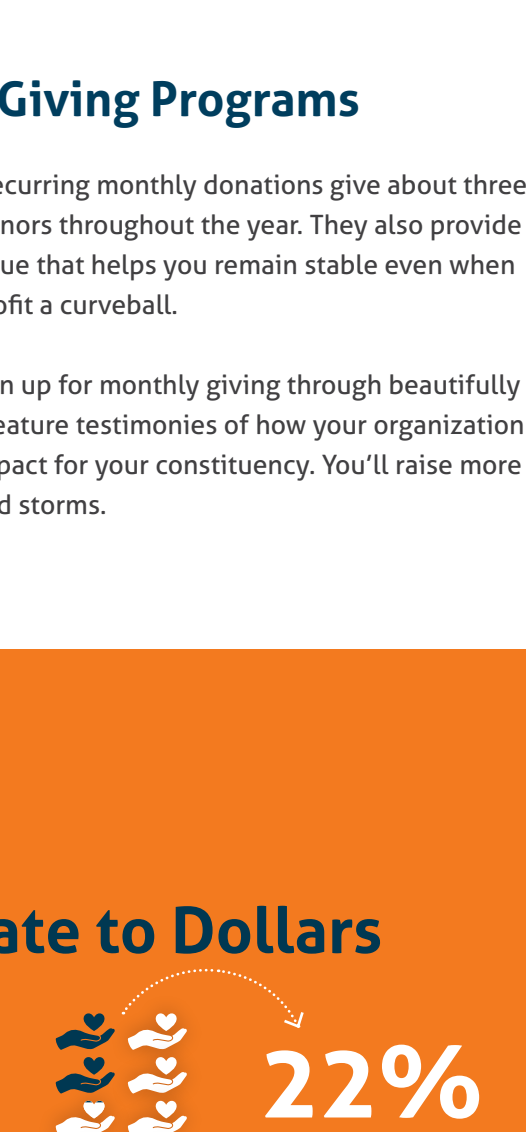 Giving Programs
ecurring monthly donations give about three
nors throughout the year. They also provide
ue that helps you remain stable even when
ofit a curveball.
n up for monthly giving through beautifully
eature testimonies of how your organization
pact for your constituency. You’ll raise more
d storms.
ate to Dollars
22%